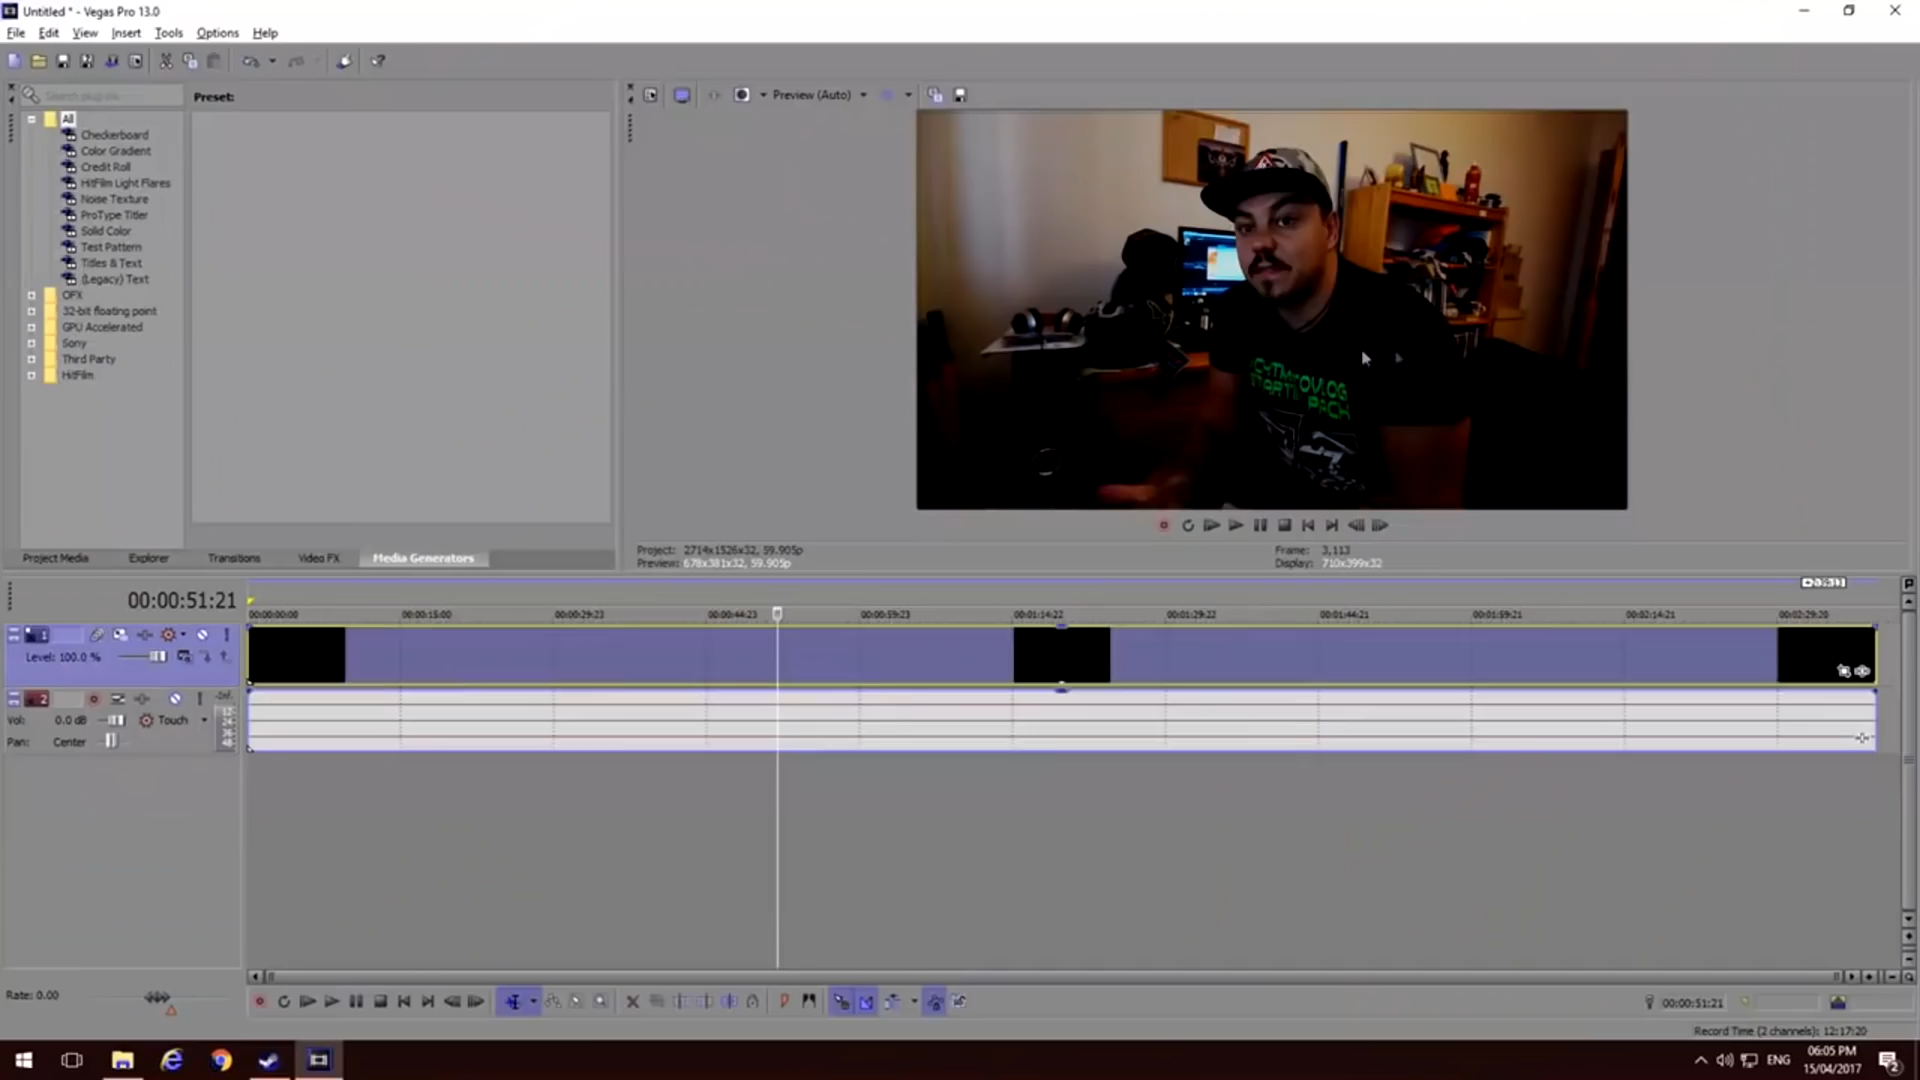 Untitled * - Vegas Pro 13.0
File Edit View Insert Tools Options Help
Search plug-ins
Preset:
Preview (Auto)
All
Checkerboard
Color Gradient
Credit Roll
HitFilm Light Flares
Noise Texture
ProType Titler
Solid Color
Test Pattern
Titles & Text
(Legacy) Text
OFX
32-bit floating point
GPU Accelerated
Sony
Third Party
HitFilm
Project Media Explorer Transitions Video FX Media Generators
Project: 2714x1526x32, 59.905p
Preview: 678x381x32, 59.905p
Frame: 3,113
Display: 710x399x32
00:00:51:21
00:00:00:00 00:00:15:00 00:00:29:23 00:00:44:23 00:00:59:23 00:01:14:22 00:01:29:22 00:01:44:21 00:01:59:21 00:02:14:21 00:02:29:20
1
Level: 100.0 %
2
Vol: 0.0 dB Touch
Pan: Center
Rate: 0.00
00:00:51:21
Record Time (2 channels): 12:17:20
ENG
06:05 PM
15/04/2017
2